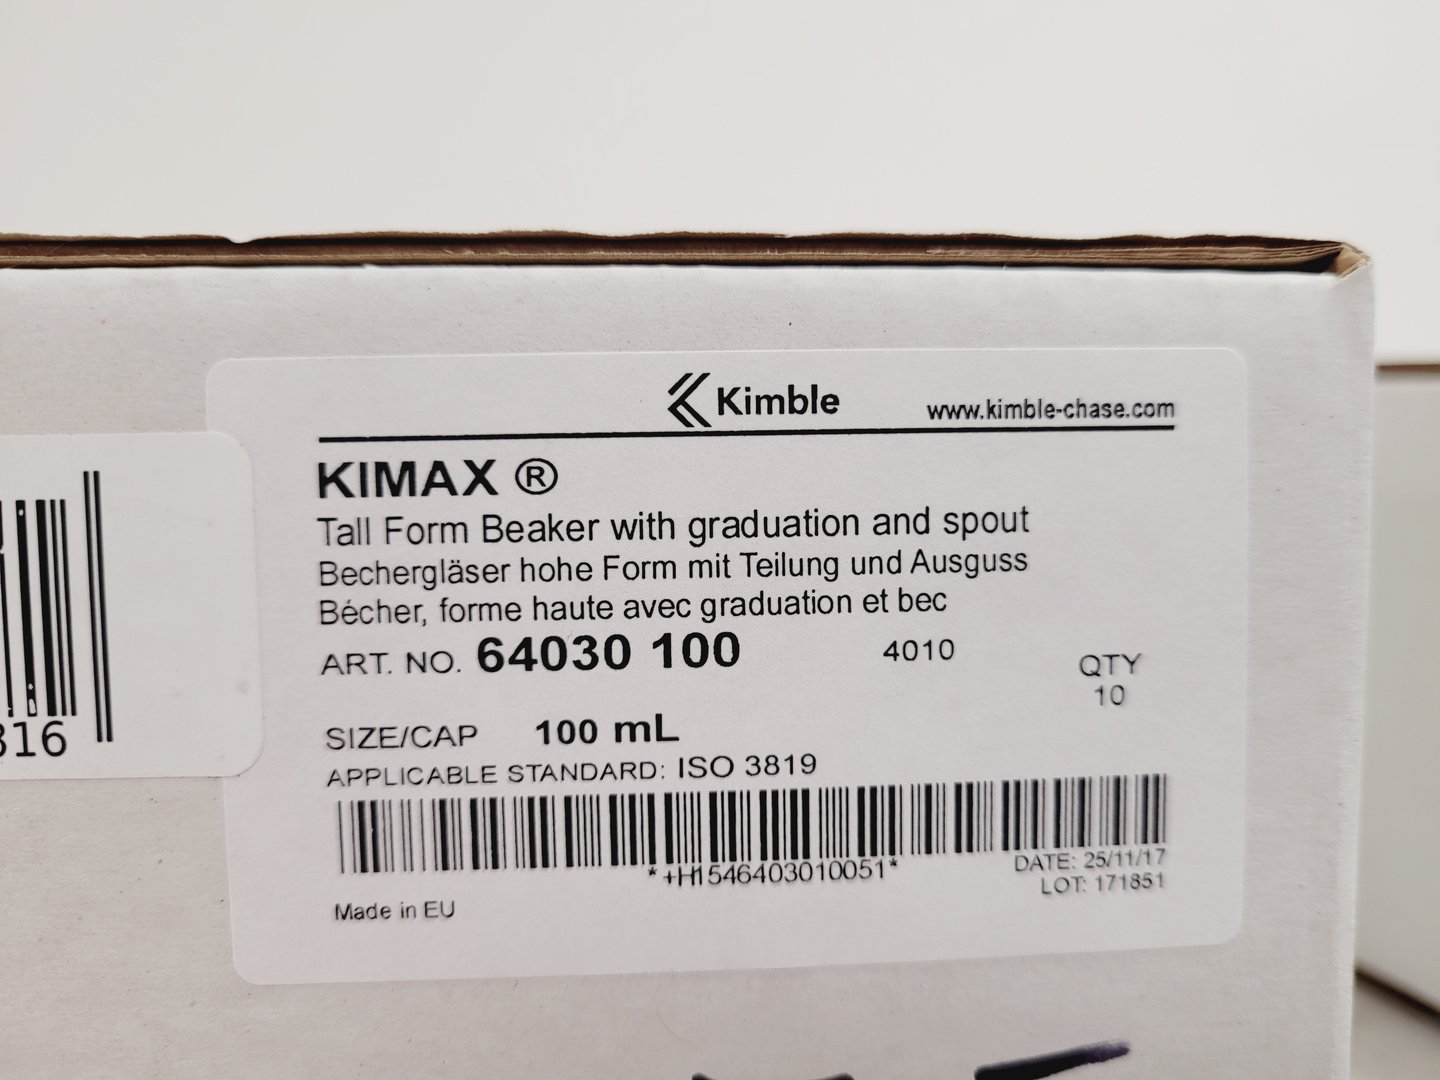 Kimble
www.kimble-chase.com
KIMAX ®
Tall Form Beaker with graduation and spout
Bechergläser hohe Form mit Teilung und Ausguss
Bécher, forme haute avec graduation et bec
ART. NO. 64030 100 4010
QTY
10
SIZE/CAP 100 mL
APPLICABLE STANDARD: ISO 3819
*+H1546403010051*
DATE: 25/11/17
LOT: 171851
Made in EU
816